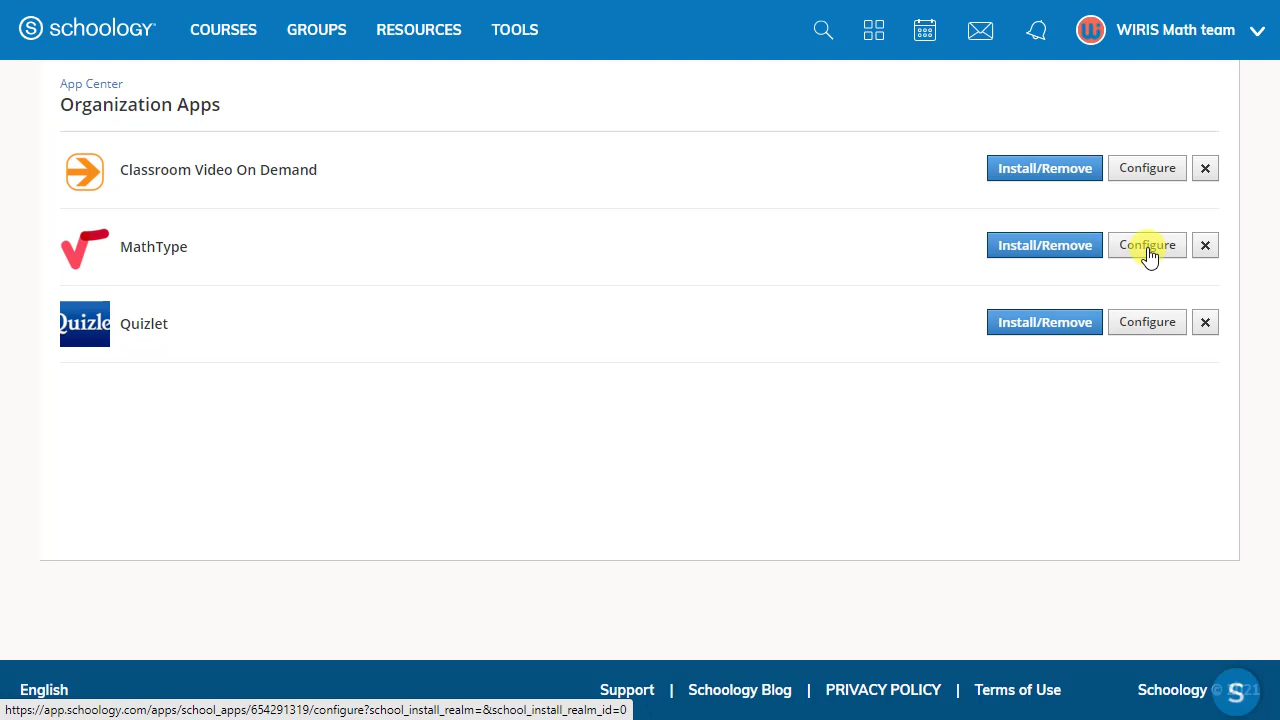 schoology COURSES GROUPS RESOURCES TOOLS WIRIS Math team
App Center
Organization Apps
Classroom Video On Demand Install/Remove Configure ×
MathType Install/Remove Configure ×
Quizle Quizlet Install/Remove Configure ×
English Support | Schoology Blog | PRIVACY POLICY | Terms of Use Schoology © 2021
https://app.schoology.com/apps/school_apps/654291319/configure?school_install_realm=&school_install_realm_id=0